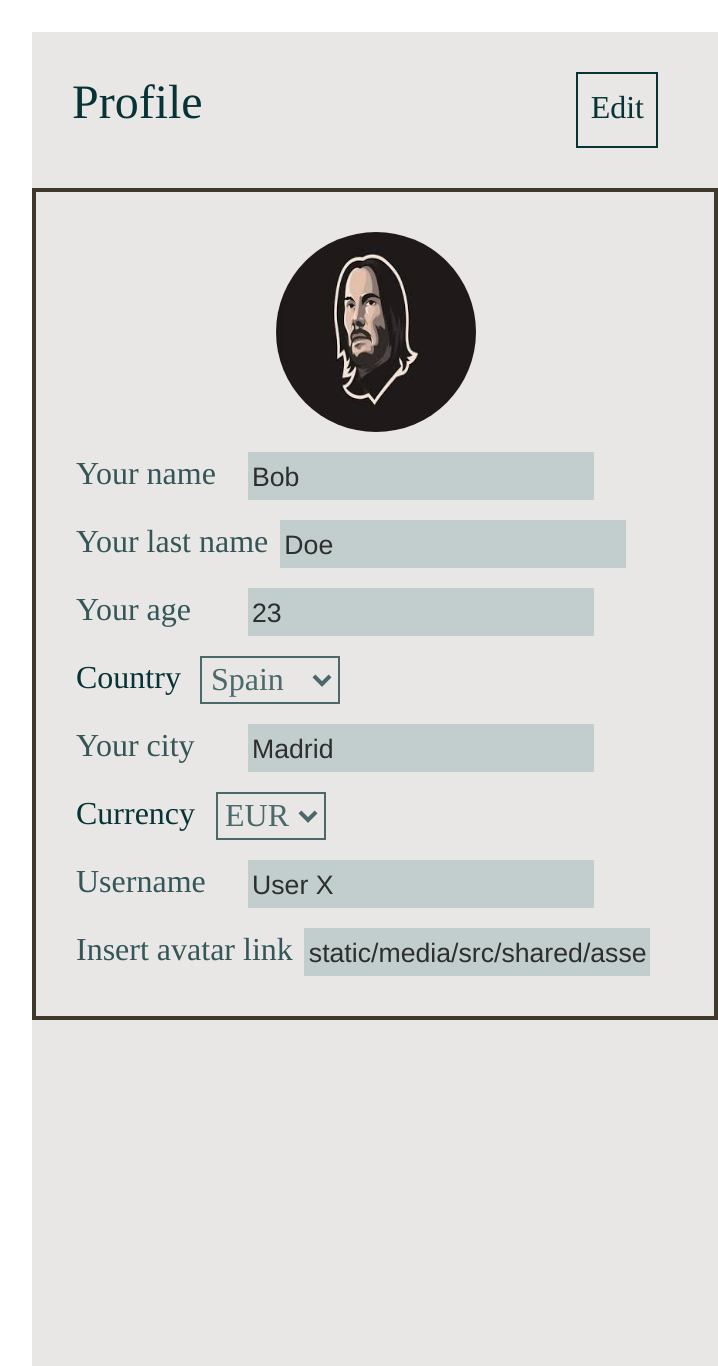 Profile
Edit
Your name Bob
Your last name Doe
Your age 23
Country Spain
Your city Madrid
Currency EUR
Username User X
Insert avatar link static/media/src/shared/asse